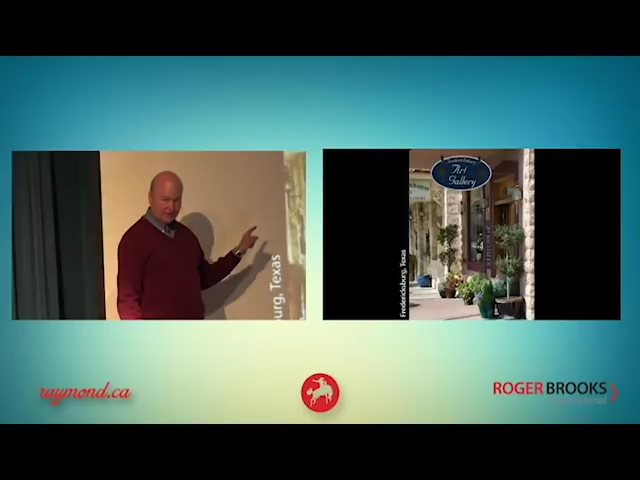 burg, Texas
Fredericksburg
Art
Gallery
Fredericksburg, Texas
raymond.ca
ROGER BROOKS